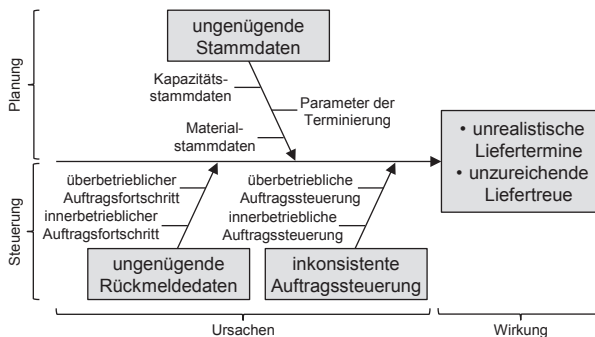 ungenügende
Stammdaten
Planung
Kapazitäts-
stammdaten
Parameter der
Terminierung
Material-
stammdaten
• unrealistische
Liefertermine
• unzureichende
Liefertreue
Steuerung
überbetrieblicher
Auftragsfortschritt
innerbetrieblicher
Auftragsfortschritt
überbetriebliche
Auftragssteuerung
innerbetriebliche
Auftragssteuerung
ungenügende
Rückmeldedaten
inkonsistente
Auftragssteuerung
Ursachen
Wirkung